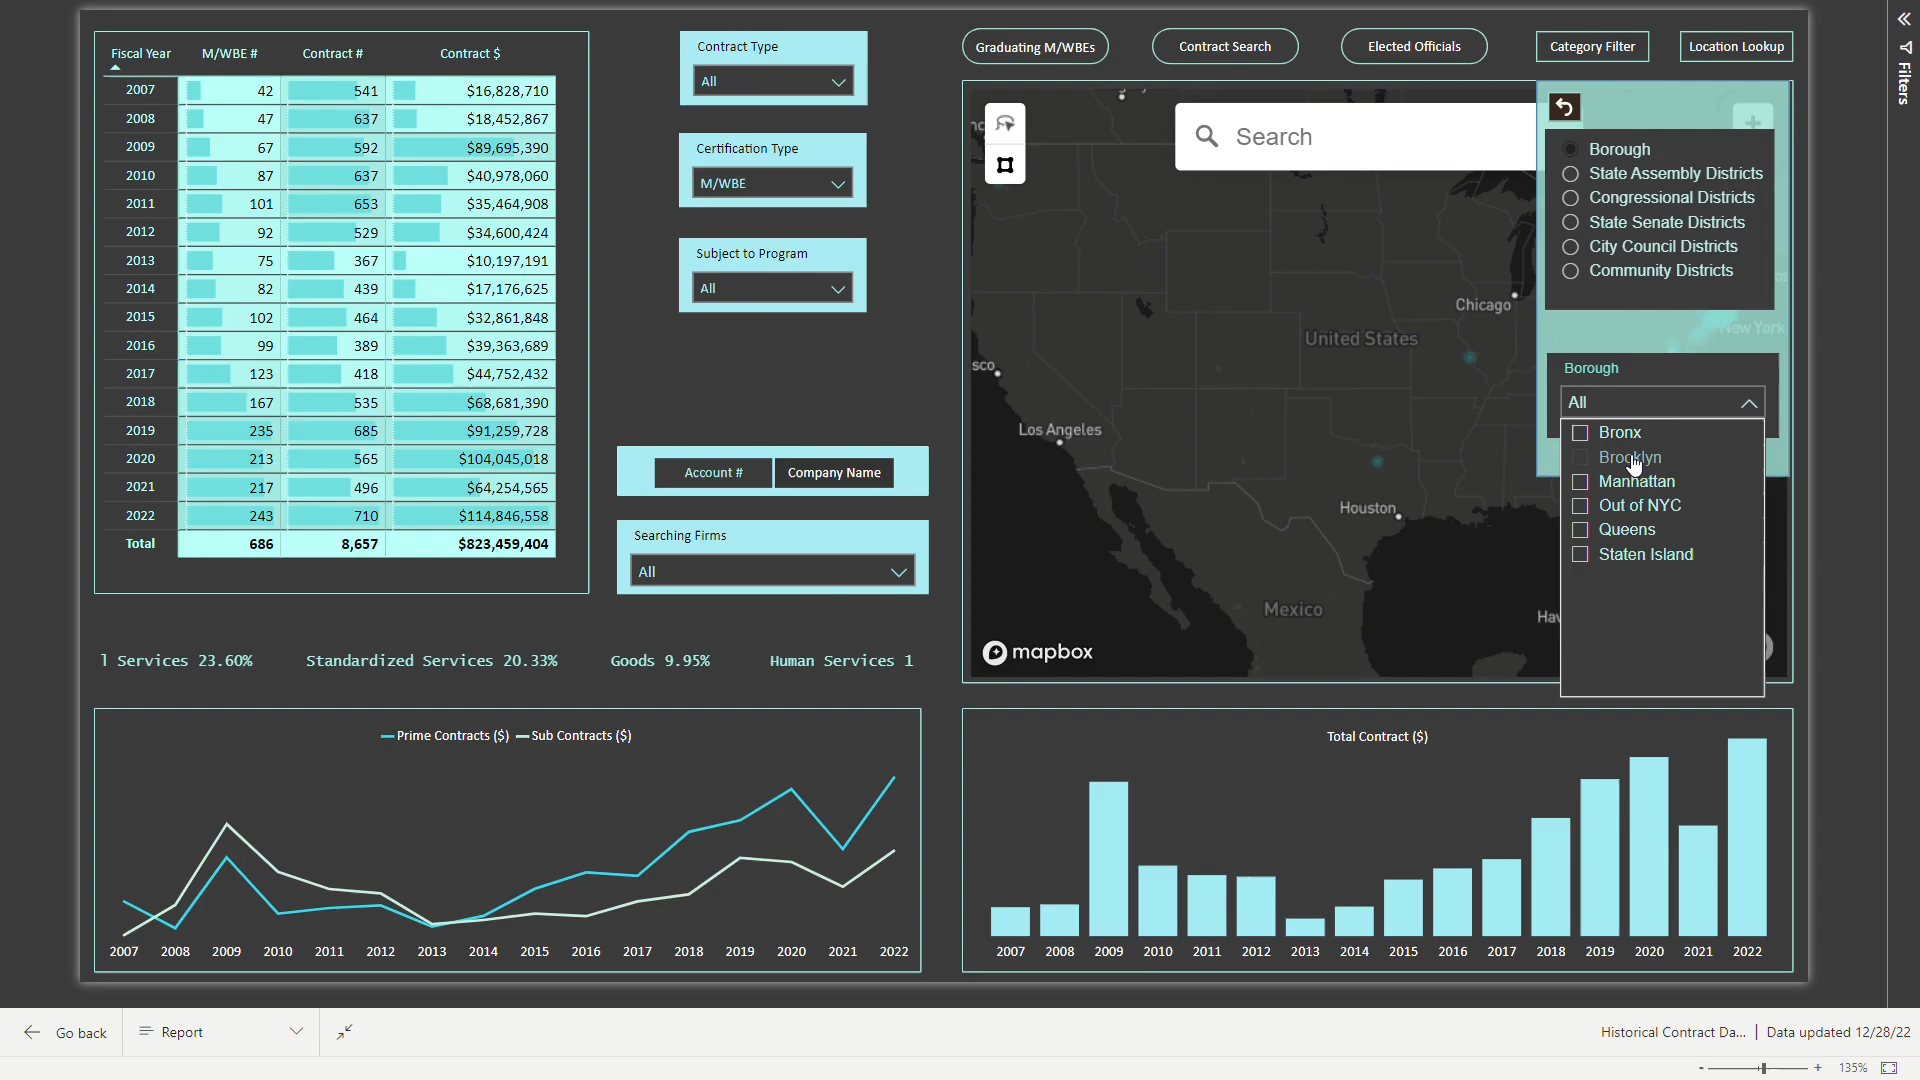 Fiscal Year M/WBE # Contract # Contract $
2007 42 541 $16,828,710
2008 47 637 $18,452,867
2009 67 592 $89,695,390
2010 87 637 $40,978,060
2011 101 653 $35,464,908
2012 92 529 $34,600,424
2013 75 367 $10,197,191
2014 82 439 $17,176,625
2015 102 464 $32,861,848
2016 99 389 $39,363,689
2017 123 418 $44,752,432
2018 167 535 $68,681,390
2019 235 685 $91,259,728
2020 213 565 $104,045,018
2021 217 496 $64,254,565
2022 243 710 $114,846,558
Total 686 8,657 $823,459,404
Contract Type
All
Certification Type
M/WBE
Subject to Program
All
Account # Company Name
Searching Firms
All
Graduating M/WBEs Contract Search Elected Officials Category Filter Location Lookup
Search
Borough
State Assembly Districts
Congressional Districts
State Senate Districts
City Council Districts
Community Districts
Chicago
United States
New York
sco
Los Angeles
Houston
Mexico
Hav
mapbox
Borough
All
Bronx
Brooklyn
Manhattan
Out of NYC
Queens
Staten Island
l Services 23.60% Standardized Services 20.33% Goods 9.95% Human Services 1
Prime Contracts ($) Sub Contracts ($)
2007 2008 2009 2010 2011 2012 2013 2014 2015 2016 2017 2018 2019 2020 2021 2022
Total Contract ($)
2007 2008 2009 2010 2011 2012 2013 2014 2015 2016 2017 2018 2019 2020 2021 2022
Filters
Go back Report Historical Contract Da... | Data updated 12/28/22
- + 135%